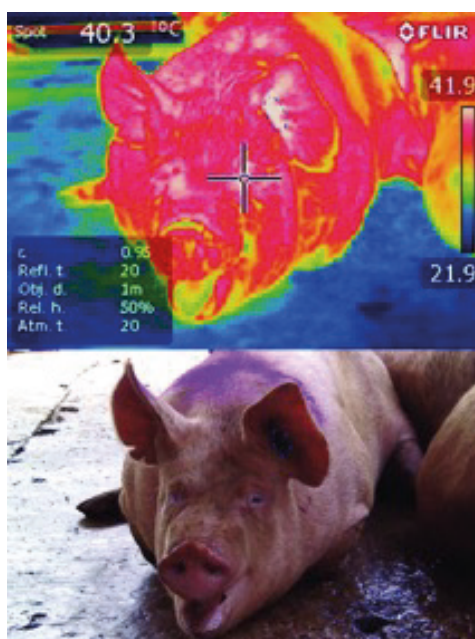 Spot 40.3 °C
FLIR
41.9
ε 0.95
Refl. t. 20
Obj. d. 1m
Rel. h. 50%
Atm. t. 20
21.9